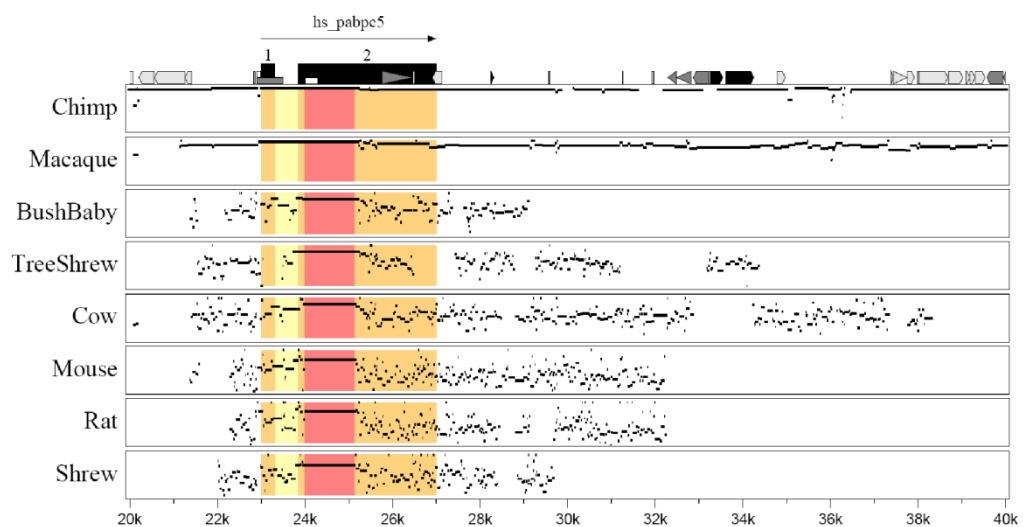 hs_pabpc5
1 2
Chimp
Macaque
BushBaby
TreeShrew
Cow
Mouse
Rat
Shrew
20k 22k 24k 26k 28k 30k 32k 34k 36k 38k 40k